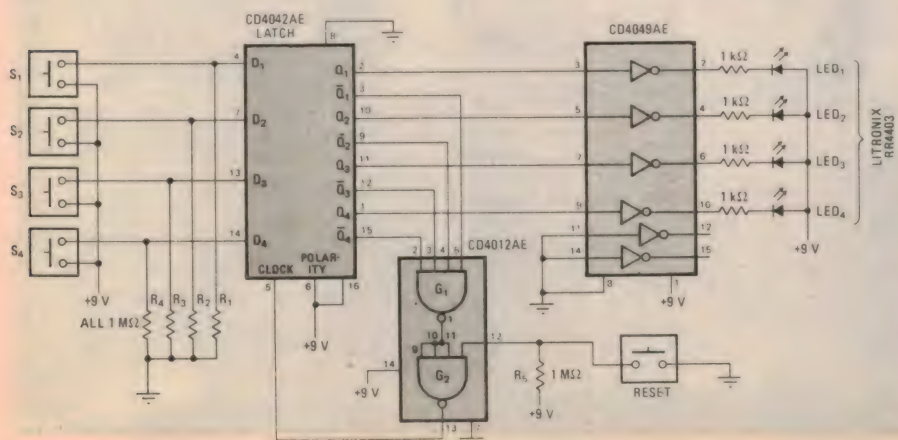 CD4042AE
LATCH
CD4049AE
8
S₁
4
D₁
Q₁
2
3
2
1 kΩ
LED₁
Q̅₁
3
S₂
7
D₂
Q₂
10
5
4
1 kΩ
LED₂
Q̅₂
9
S₃
13
D₃
Q₃
11
7
6
1 kΩ
LED₃
Q̅₃
12
S₄
14
D₄
Q₄
1
9
10
1 kΩ
LED₄
Q̅₄
15
LITRONIX
RR4403
11
12
14
15
CD4012AE
2 3 4 5
CLOCK
POLAR-
ITY
5
6
16
+9 V
R₄ R₃ R₂ R₁
ALL 1 MΩ
+9 V
3
1
+9 V
+9 V
G₁
1
9
10
11
12
14
G₂
+9 V
R₅
1 MΩ
+9 V
RESET
13